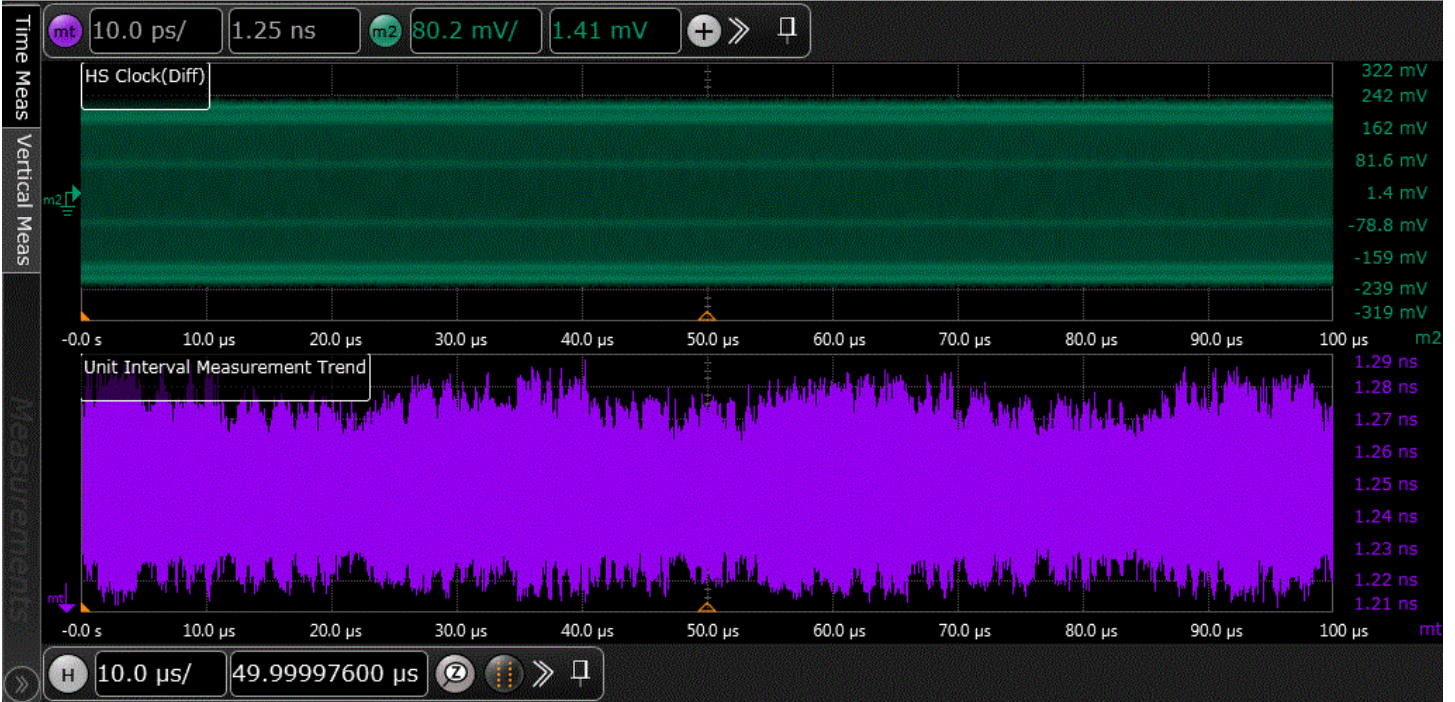 Time Meas
Vertical Meas
Measurements
mt 10.0 ps/ 1.25 ns m2 80.2 mV/ 1.41 mV
HS Clock(Diff)
322 mV
242 mV
162 mV
81.6 mV
1.4 mV
-78.8 mV
-159 mV
-239 mV
-319 mV
m2
-0.0 s 10.0 µs 20.0 µs 30.0 µs 40.0 µs 50.0 µs 60.0 µs 70.0 µs 80.0 µs 90.0 µs 100 µs m2
Unit Interval Measurement Trend
1.29 ns
1.28 ns
1.27 ns
1.26 ns
1.25 ns
1.24 ns
1.23 ns
1.22 ns
1.21 ns
mt
-0.0 s 10.0 µs 20.0 µs 30.0 µs 40.0 µs 50.0 µs 60.0 µs 70.0 µs 80.0 µs 90.0 µs 100 µs mt
H 10.0 µs/ 49.99997600 µs Z